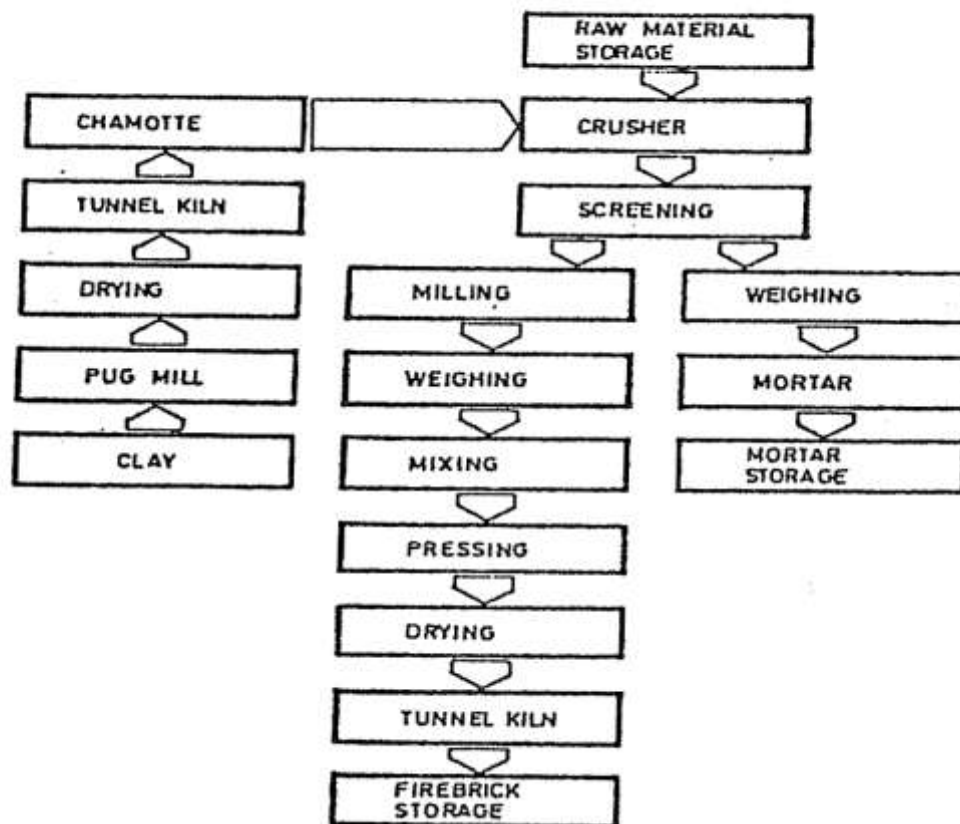 RAW MATERIAL
STORAGE
CHAMOTTE
CRUSHER
TUNNEL KILN
SCREENING
DRYING
MILLING
WEIGHING
PUG MILL
WEIGHING
MORTAR
CLAY
MIXING
MORTAR
STORAGE
PRESSING
DRYING
TUNNEL KILN
FIREBRICK
STORAGE